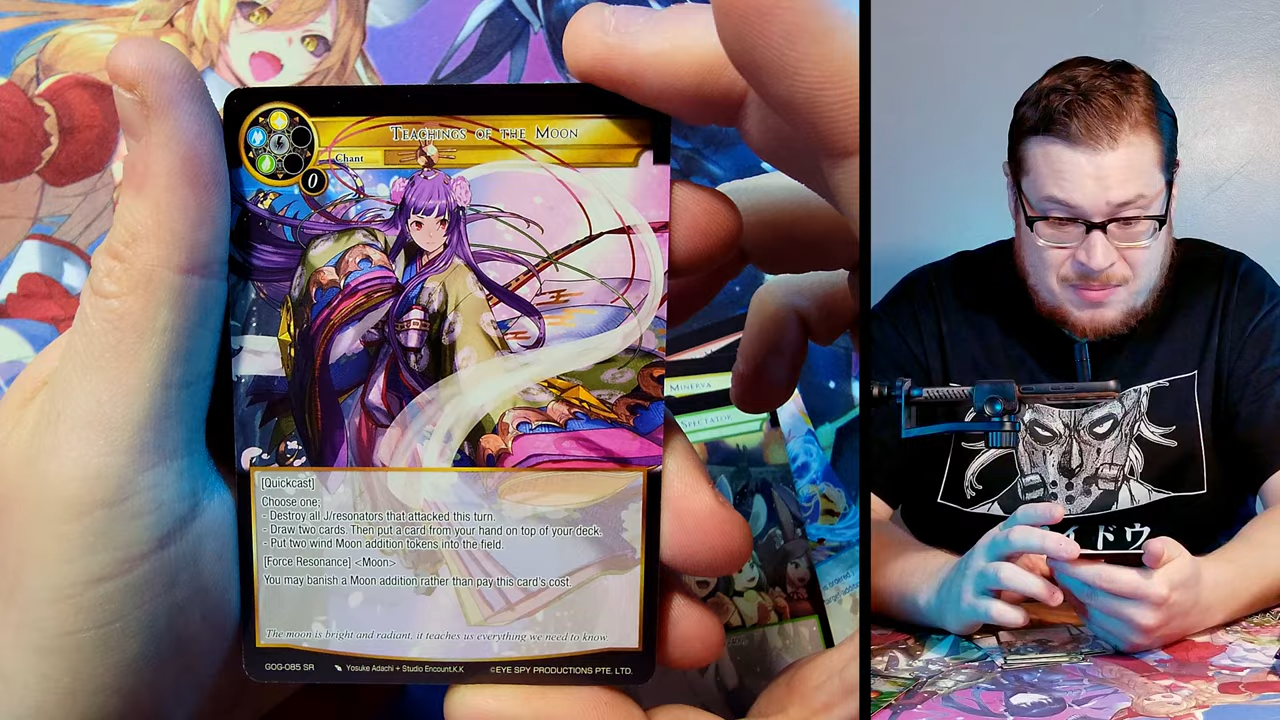 TEACHINGS OF THE MOON
Chant
0
[Quickcast]
Choose one;
- Destroy all J/resonators that attacked this turn.
- Draw two cards. Then put a card from your hand on top of your deck.
- Put two wind Moon addition tokens into the field.
[Force Resonance] <Moon>
You may banish a Moon addition rather than pay this card's cost.
The moon is bright and radiant, it teaches us everything we need to know.
GOG-085 SR Yosuke Adachi + Studio Encount.K.K ©EYE SPY PRODUCTIONS PTE. LTD.
MINERVA
SPECTATOR
イドウ